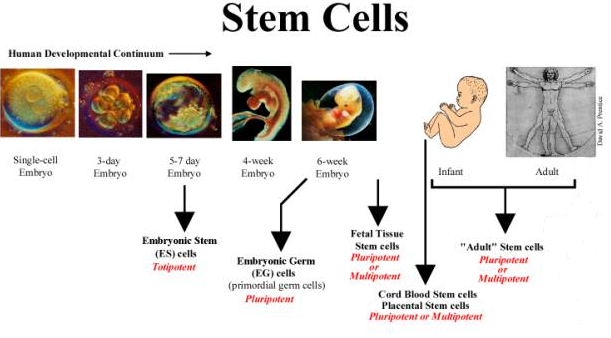 Stem Cells
Human Developmental Continuum
Single-cell
Embryo
3-day
Embryo
5-7 day
Embryo
4-week
Embryo
6-week
Embryo
Infant
Adult
David A. Prentice
Embryonic Stem
(ES) cells
Totipotent
Embryonic Germ
(EG) cells
(primordial germ cells)
Pluripotent
Fetal Tissue
Stem cells
Pluripotent
or
Multipotent
Cord Blood Stem cells
Placental Stem cells
Pluripotent or Multipotent
"Adult" Stem cells
Pluripotent
or
Multipotent